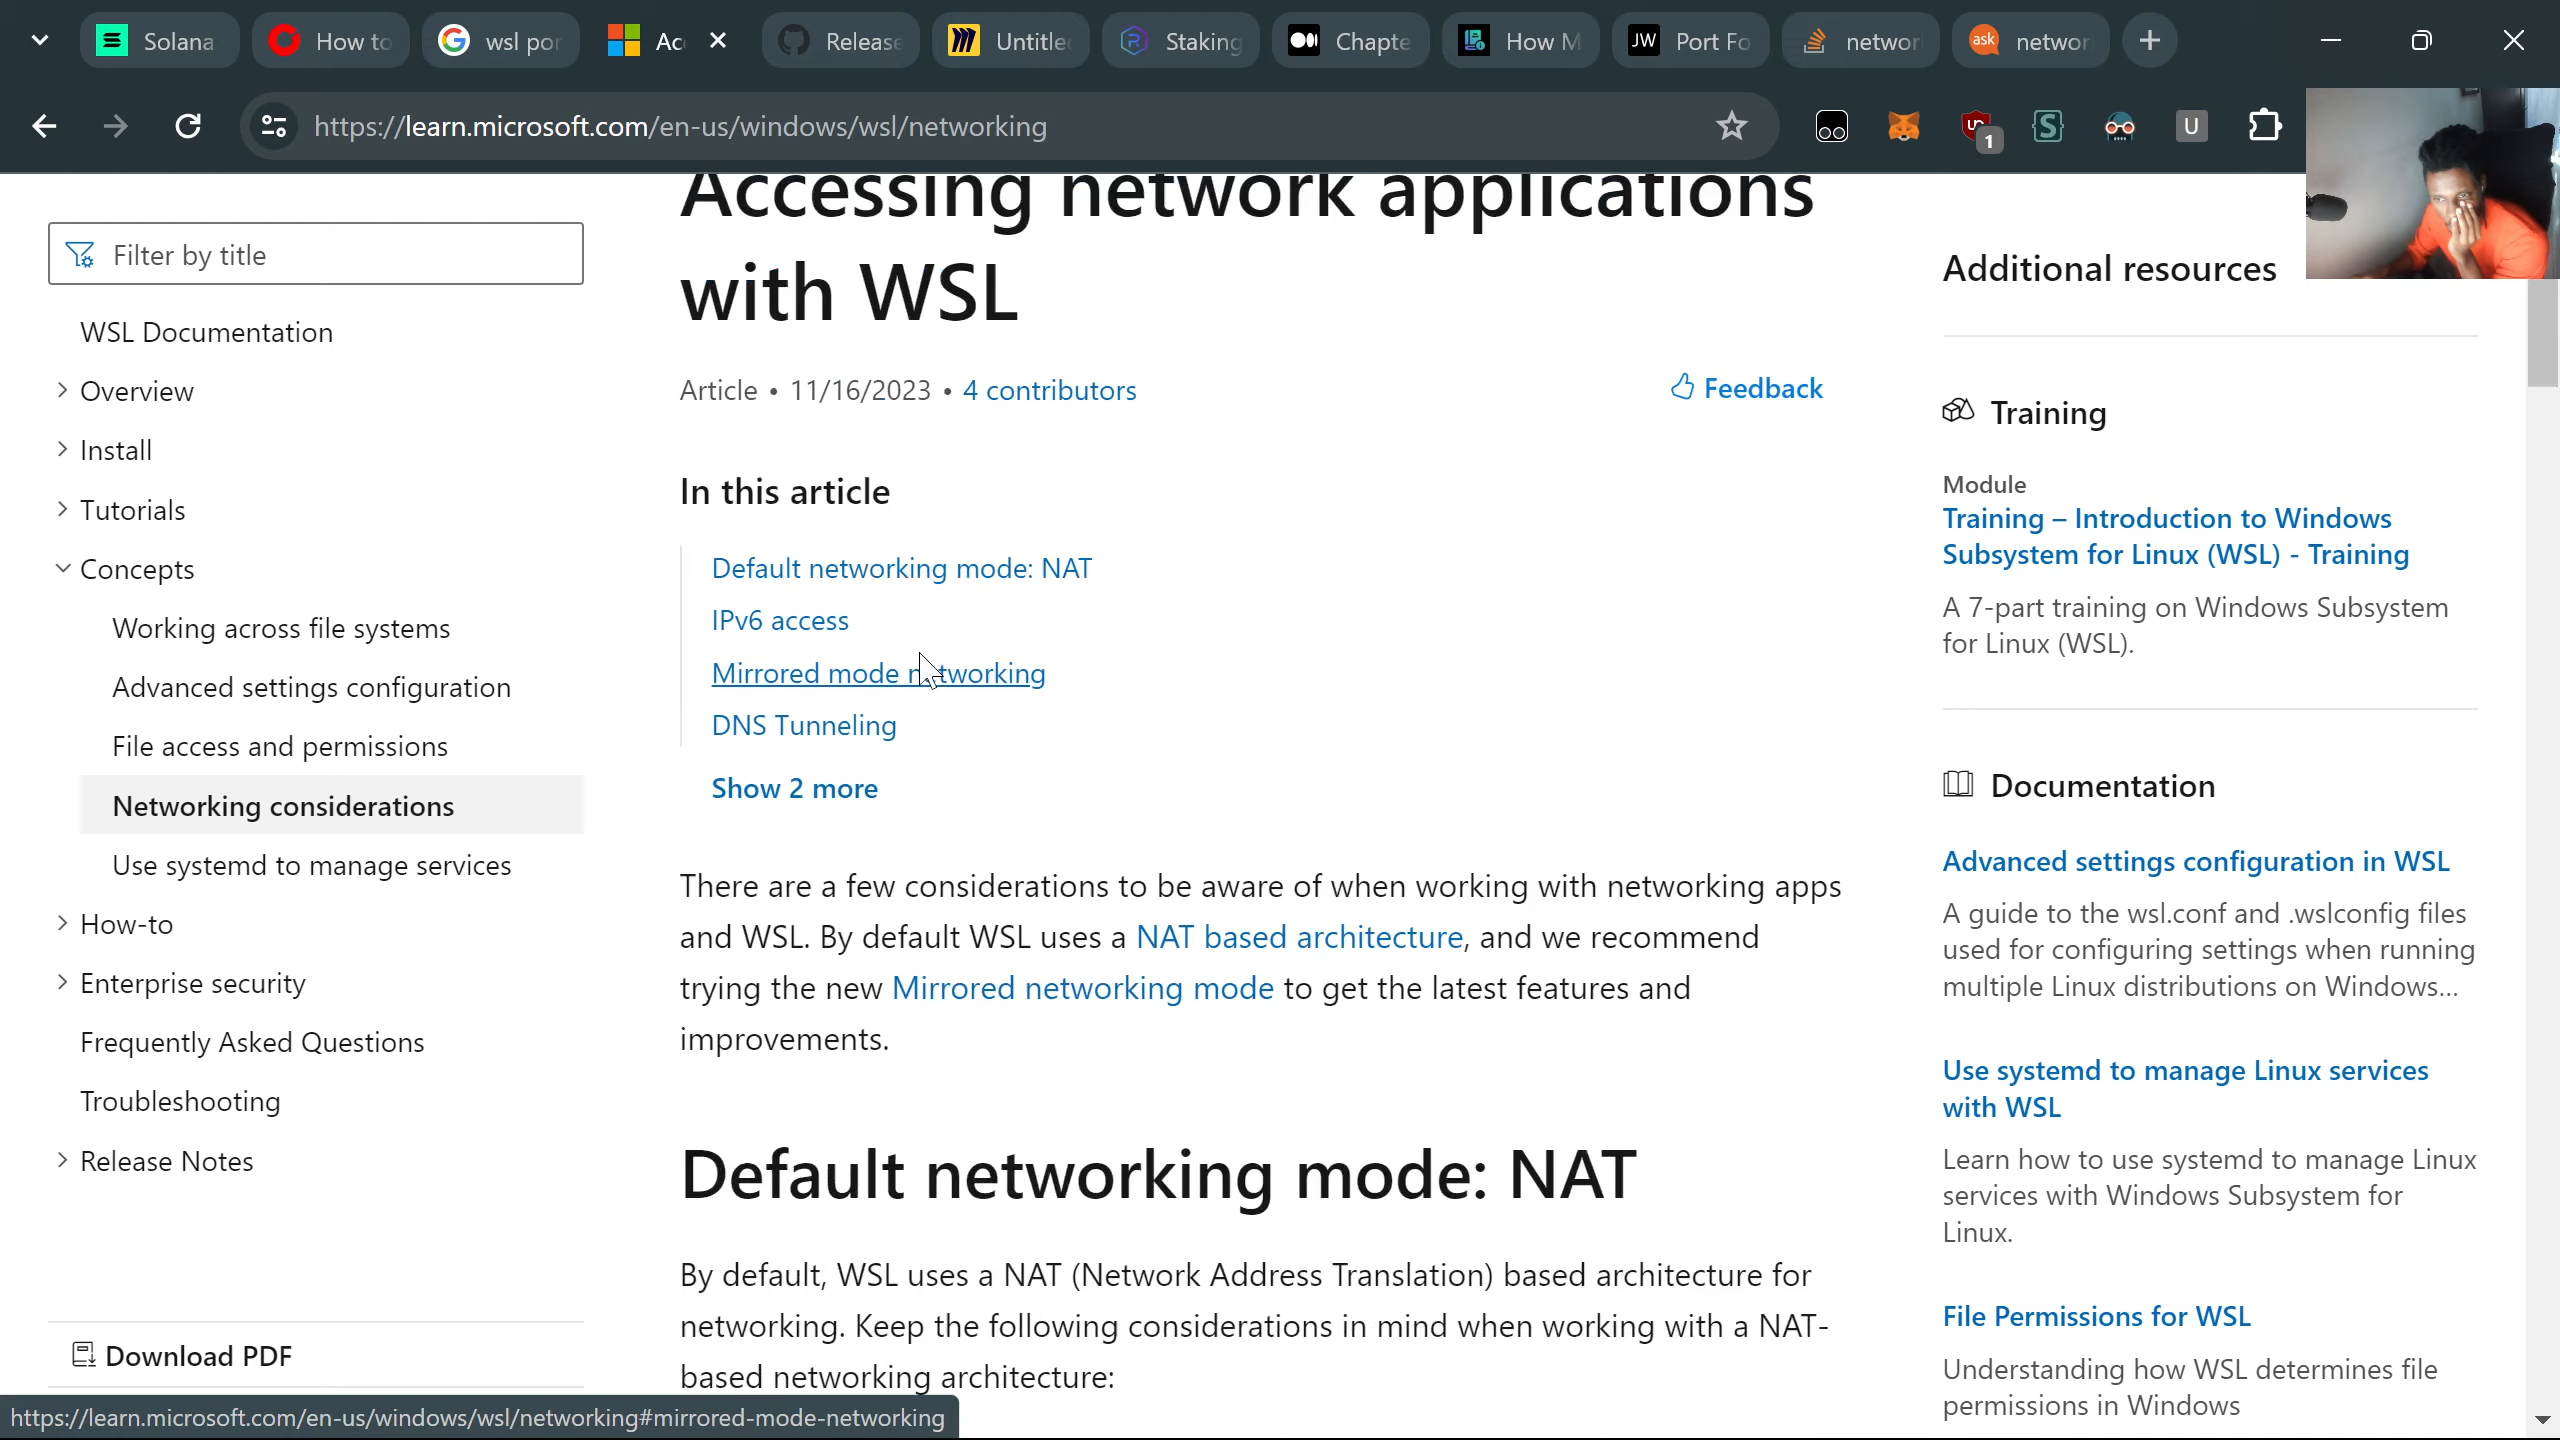 Solana
How to
wsl por
Ac
Release
Untitle
Staking
Chapte
How M
JW Port Fo
networ
ask networ
https://learn.microsoft.com/en-us/windows/wsl/networking
1
U
Filter by title
WSL Documentation
Overview
Install
Tutorials
Concepts
Working across file systems
Advanced settings configuration
File access and permissions
Networking considerations
Use systemd to manage services
How-to
Enterprise security
Frequently Asked Questions
Troubleshooting
Release Notes
Download PDF
Accessing network applications
with WSL
Article • 11/16/2023 • 4 contributors
Feedback
In this article
Default networking mode: NAT
IPv6 access
Mirrored mode networking
DNS Tunneling
Show 2 more
There are a few considerations to be aware of when working with networking apps
and WSL. By default WSL uses a NAT based architecture, and we recommend
trying the new Mirrored networking mode to get the latest features and
improvements.
Default networking mode: NAT
By default, WSL uses a NAT (Network Address Translation) based architecture for
networking. Keep the following considerations in mind when working with a NAT-
based networking architecture:
Additional resources
Training
Module
Training – Introduction to Windows
Subsystem for Linux (WSL) - Training
A 7-part training on Windows Subsystem
for Linux (WSL).
Documentation
Advanced settings configuration in WSL
A guide to the wsl.conf and .wslconfig files
used for configuring settings when running
multiple Linux distributions on Windows...
Use systemd to manage Linux services
with WSL
Learn how to use systemd to manage Linux
services with Windows Subsystem for
Linux.
File Permissions for WSL
Understanding how WSL determines file
permissions in Windows
https://learn.microsoft.com/en-us/windows/wsl/networking#mirrored-mode-networking